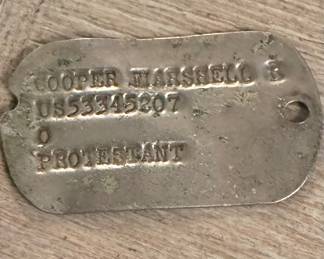 COOPER MARSHELL R
US53345207
O
PROTESTANT